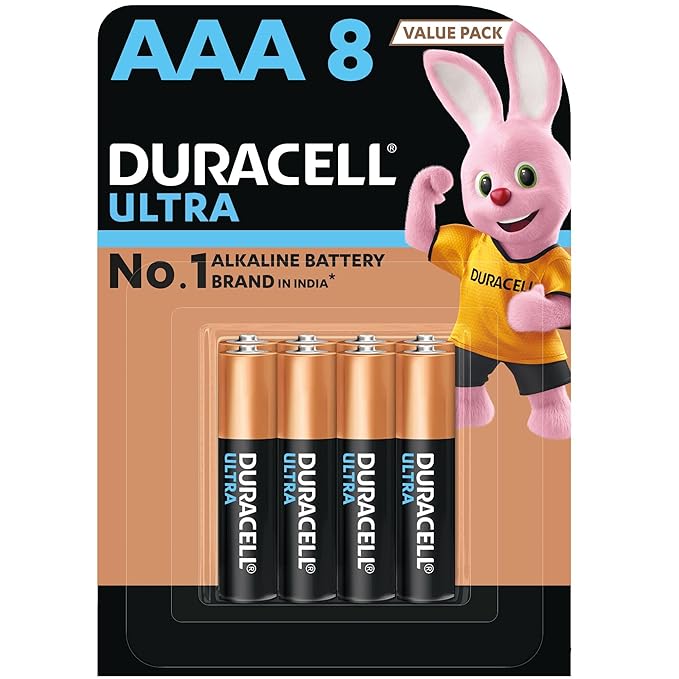 AAA 8
VALUE PACK
DURACELL®
ULTRA
No.1 ALKALINE BATTERY
BRAND IN INDIA*
DURACELL
DURACELL®
ULTRA
DURACELL®
ULTRA
DURACELL®
ULTRA
DURACELL®
ULTRA